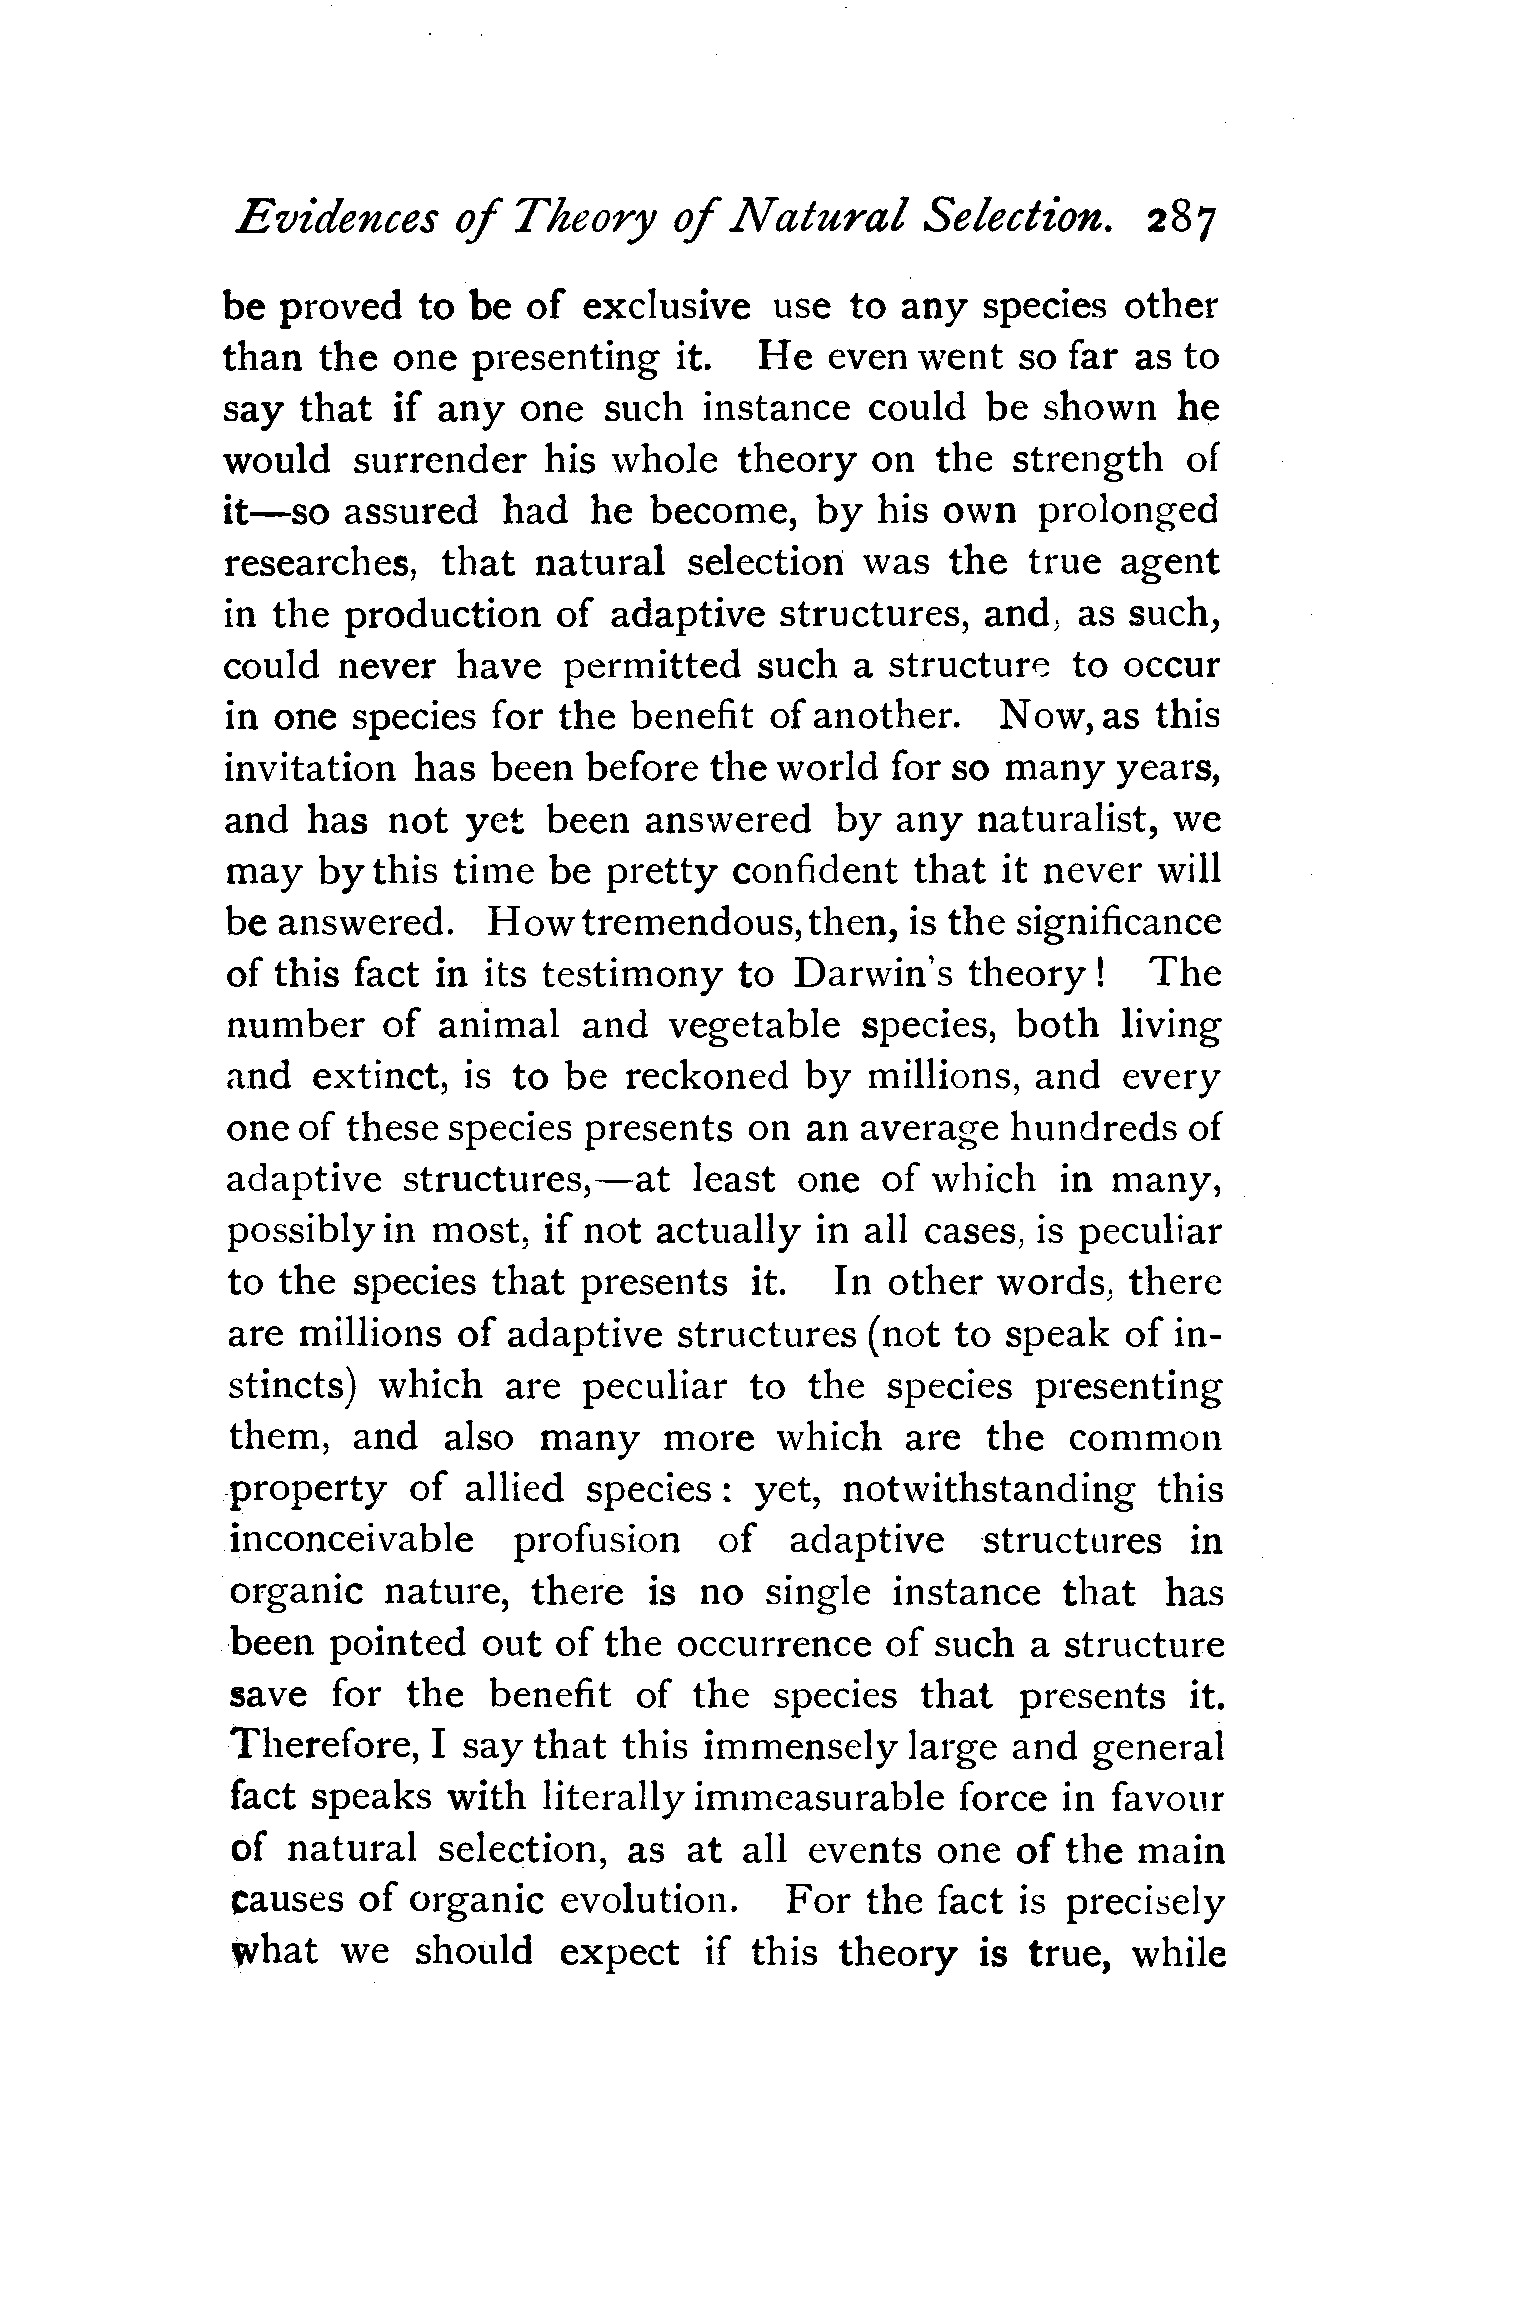 Evidences of Theory of Natural Selection. 287
be proved to be of exclusive use to any species other
than the one presenting it. He even went so far as to
say that if any one such instance could be shown he
would surrender his whole theory on the strength of
it—so assured had he become, by his own prolonged
researches, that natural selection was the true agent
in the production of adaptive structures, and, as such,
could never have permitted such a structure to occur
in one species for the benefit of another. Now, as this
invitation has been before the world for so many years,
and has not yet been answered by any naturalist, we
may by this time be pretty confident that it never will
be answered. How tremendous, then, is the significance
of this fact in its testimony to Darwin's theory! The
number of animal and vegetable species, both living
and extinct, is to be reckoned by millions, and every
one of these species presents on an average hundreds of
adaptive structures,—at least one of which in many,
possibly in most, if not actually in all cases, is peculiar
to the species that presents it. In other words, there
are millions of adaptive structures (not to speak of in-
stincts) which are peculiar to the species presenting
them, and also many more which are the common
property of allied species: yet, notwithstanding this
inconceivable profusion of adaptive structures in
organic nature, there is no single instance that has
been pointed out of the occurrence of such a structure
save for the benefit of the species that presents it.
Therefore, I say that this immensely large and general
fact speaks with literally immeasurable force in favour
of natural selection, as at all events one of the main
causes of organic evolution. For the fact is precisely
what we should expect if this theory is true, while